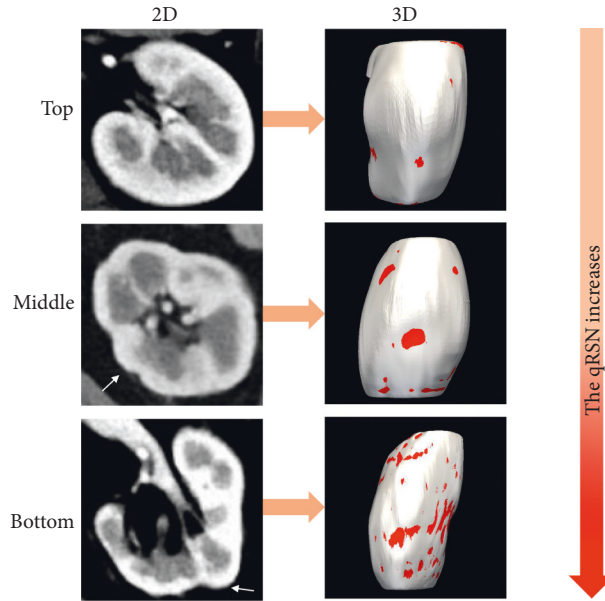 2D
3D
Top
Middle
Bottom
The qRSN increases